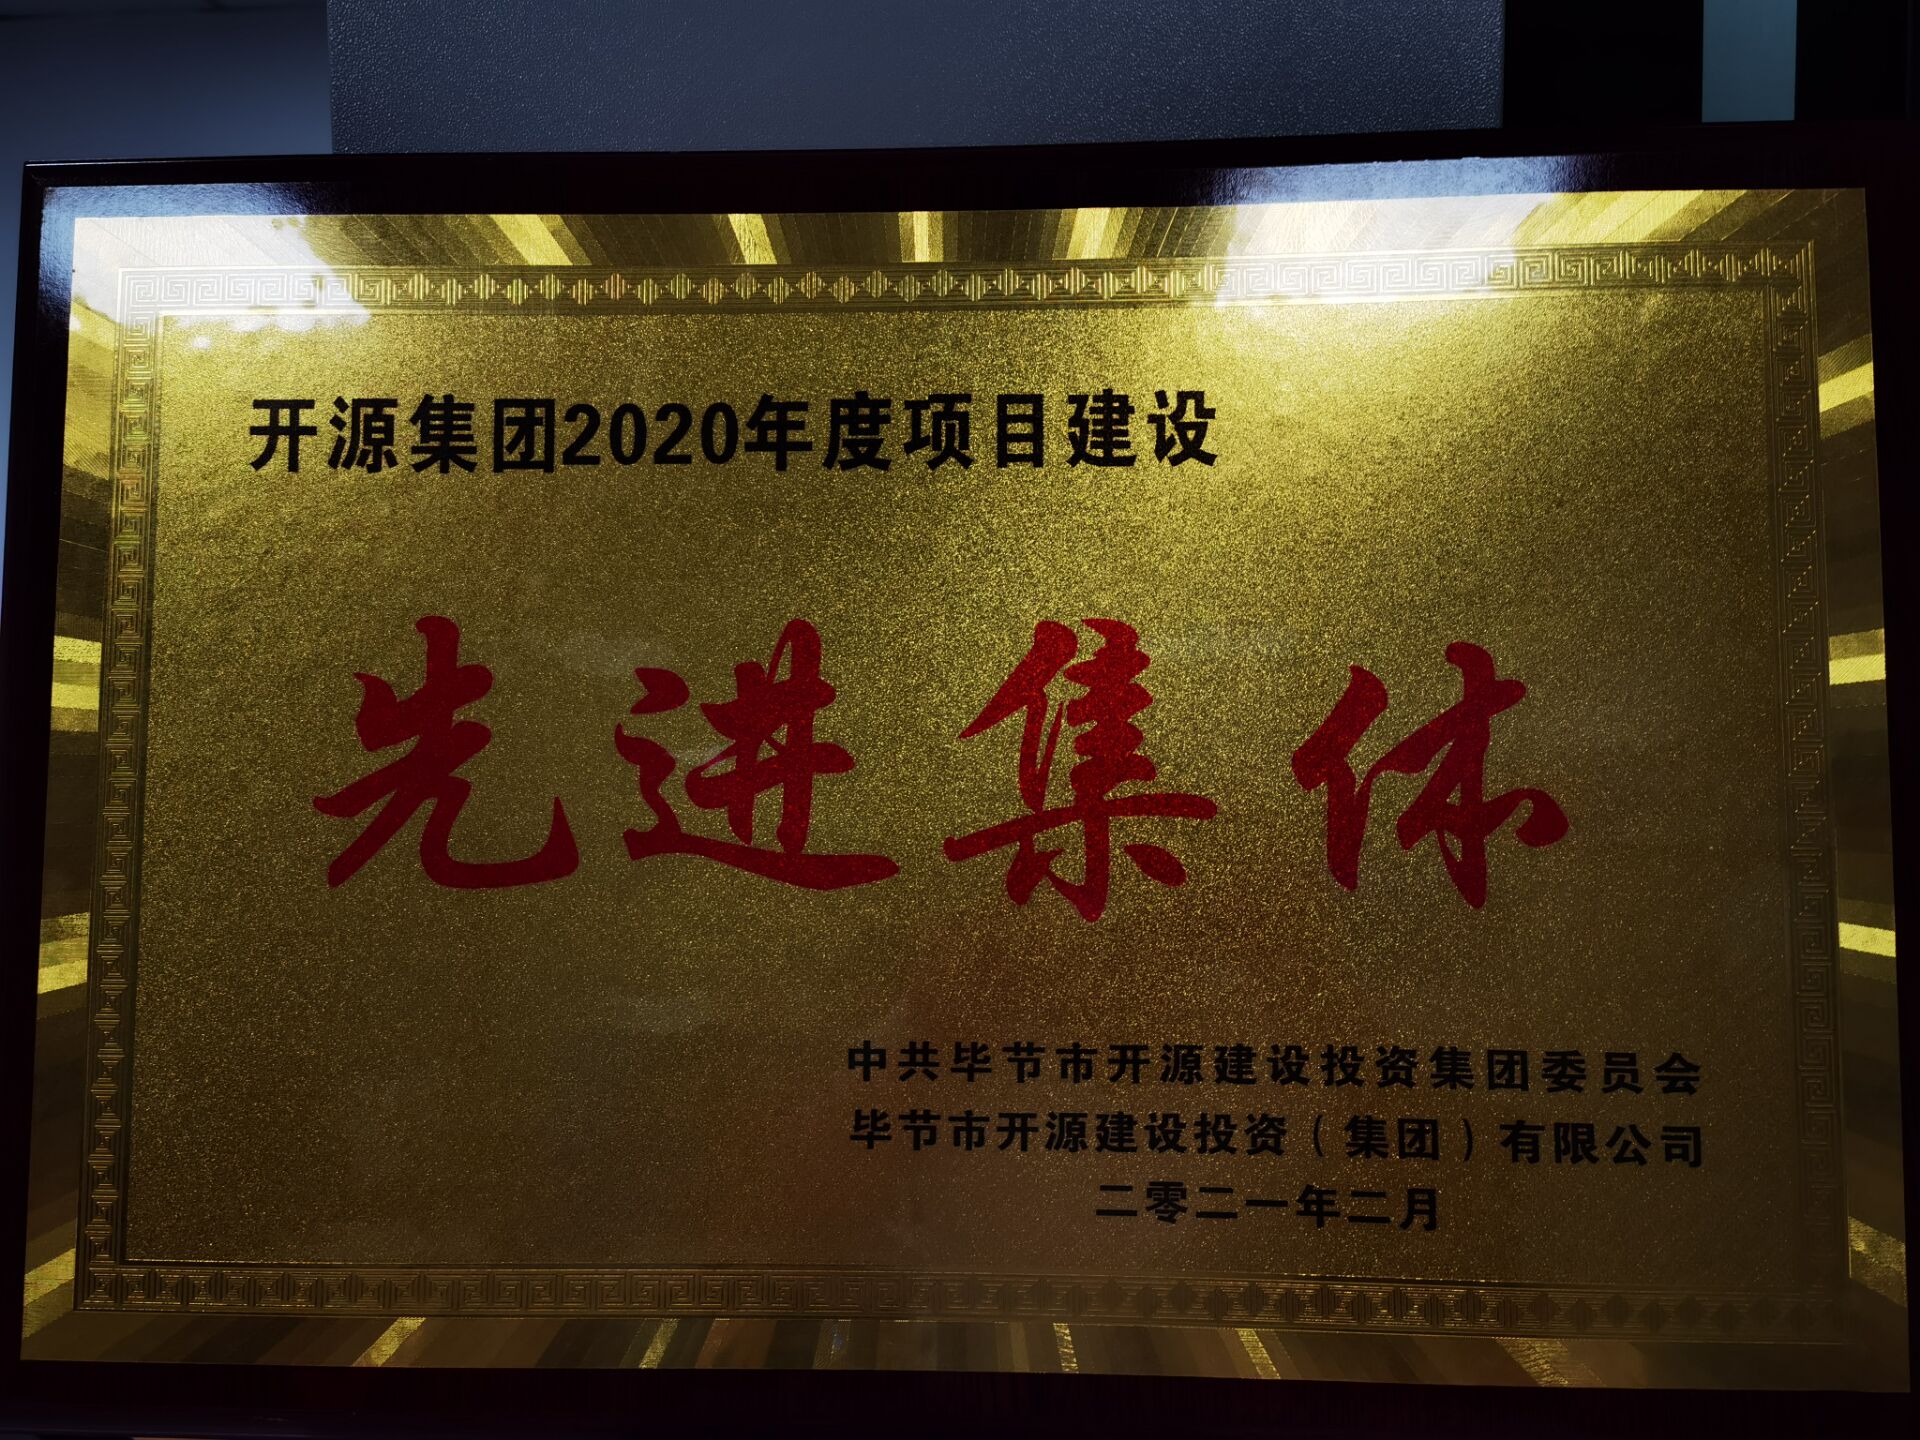 开源集团2020年度项目建设
先进集体
中共毕节市开源建设投资集团委员会
毕节市开源建设投资（集团）有限公司
二零二一年二月